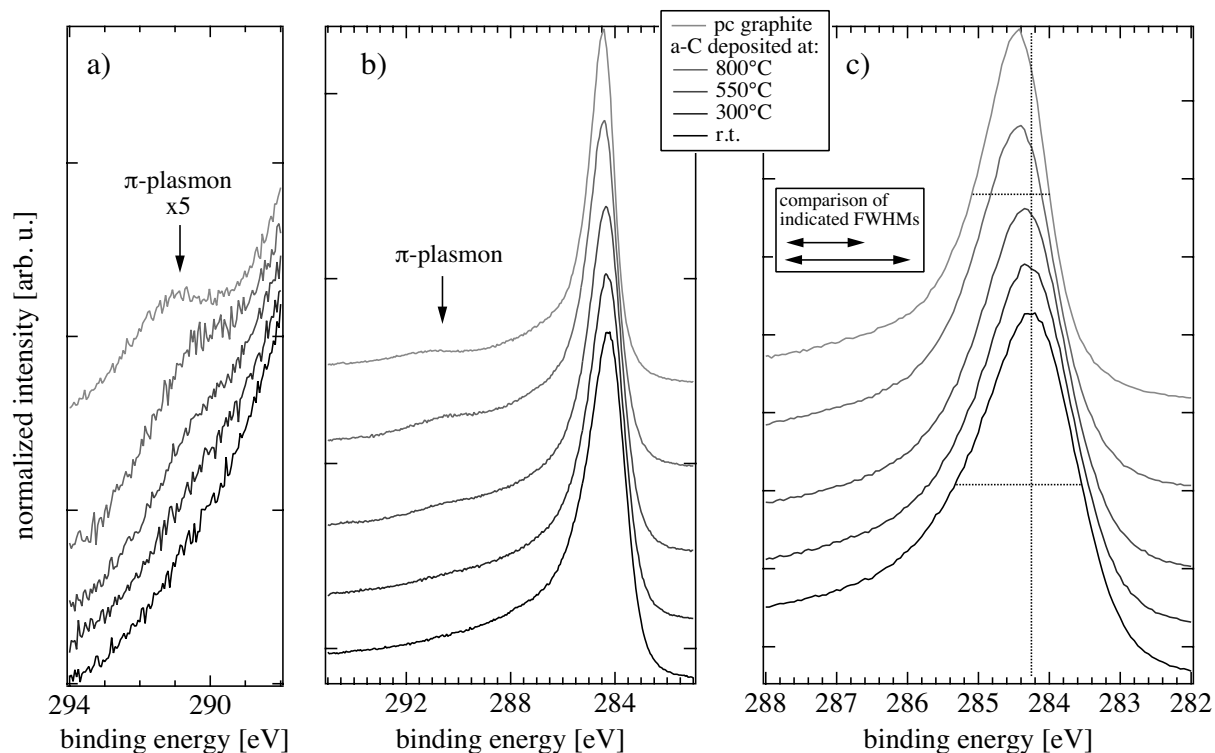 pc graphite
a-C deposited at:
800°C
550°C
300°C
r.t.
a)
π-plasmon
x5
normalized intensity [arb. u.]
294
290
binding energy [eV]
b)
π-plasmon
292
288
284
binding energy [eV]
c)
comparison of
indicated FWHMs
288
287
286
285
284
283
282
binding energy [eV]